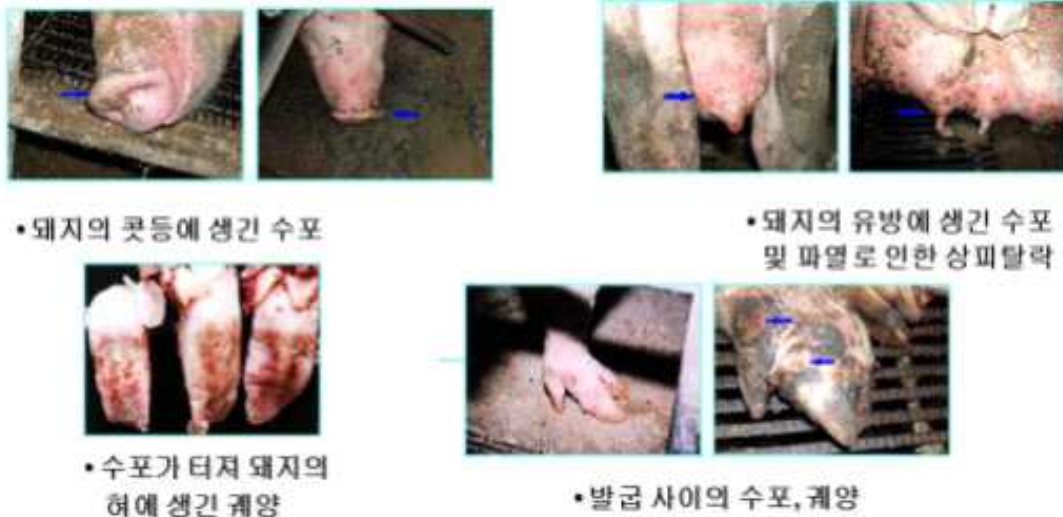 • 돼지의 콧등에 생긴 수포
• 돼지의 유방에 생긴 수포
및 파열로 인한 상피탈락
• 수포가 터져 돼지의
혀에 생긴 궤양
• 발굽 사이의 수포, 궤양